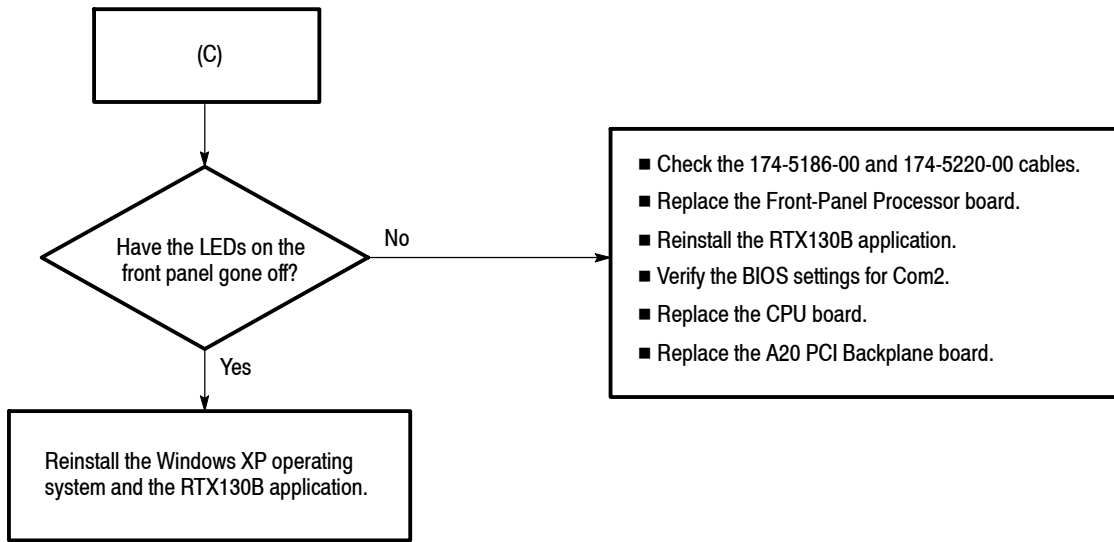 (C)
Have the LEDs on the
front panel gone off?
No
■ Check the 174-5186-00 and 174-5220-00 cables.
■ Replace the Front-Panel Processor board.
■ Reinstall the RTX130B application.
■ Verify the BIOS settings for Com2.
■ Replace the CPU board.
■ Replace the A20 PCI Backplane board.
Yes
Reinstall the Windows XP operating
system and the RTX130B application.